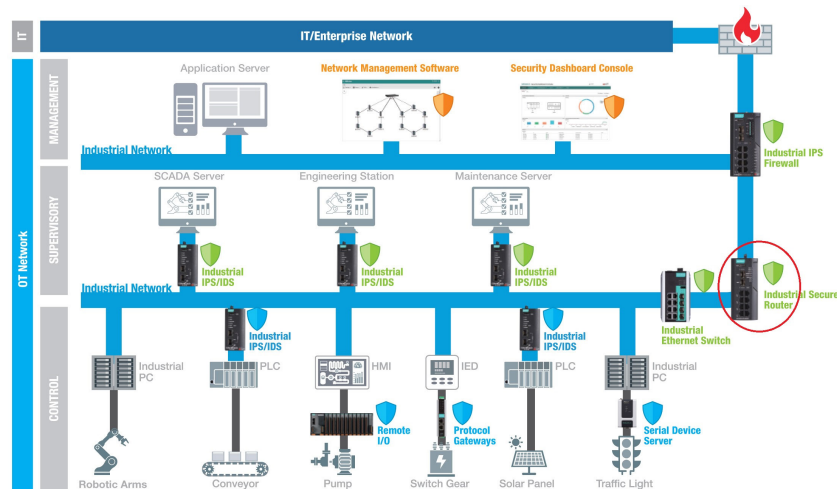 IT
IT/Enterprise Network
OT Network
MANAGEMENT
Application Server
Network Management Software
Security Dashboard Console
Industrial Network
Industrial IPS
Firewall
SUPERVISORY
SCADA Server
Engineering Station
Maintenance Server
Industrial
IPS/IDS
Industrial
IPS/IDS
Industrial
IPS/IDS
Industrial Network
Industrial
Ethernet Switch
Industrial Secure
Router
CONTROL
Industrial
PC
Industrial
IPS/IDS
PLC
HMI
IED
Industrial
IPS/IDS
PLC
Industrial
PC
Remote
I/O
Protocol
Gateways
Serial Device
Server
Robotic Arms
Conveyor
Pump
Switch Gear
Solar Panel
Traffic Light